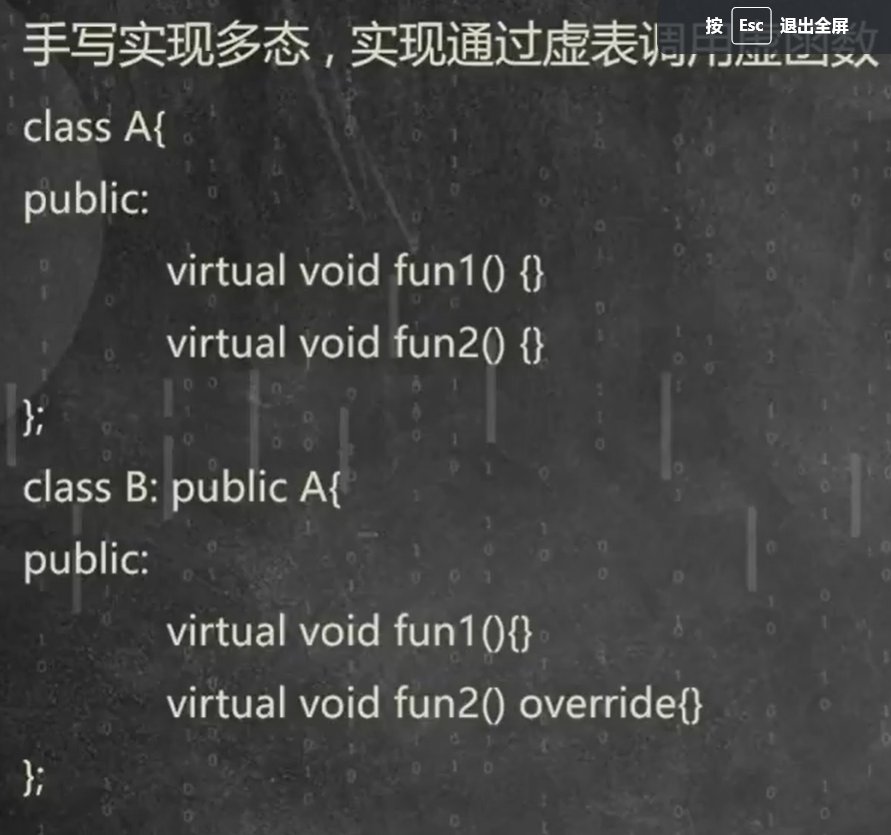 手写实现多态，实现通过虚表调用虚函数
按 Esc 退出全屏
class A{
public:
virtual void fun1() {}
virtual void fun2() {}
};
class B: public A{
public:
virtual void fun1(){}
virtual void fun2() override{}
};